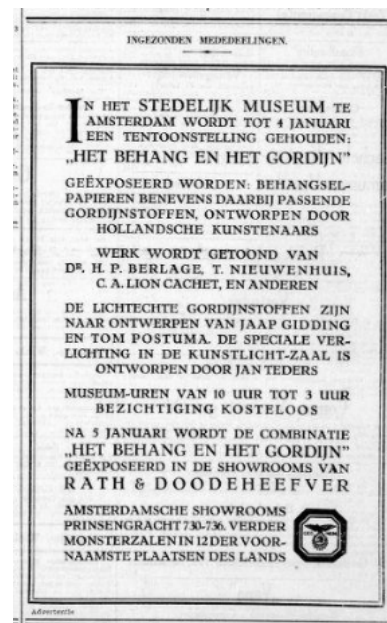 INGEZONDEN MEDEDEELINGEN.
IN HET STEDELIJK MUSEUM TE
AMSTERDAM WORDT TOT 4 JANUARI
EEN TENTOONSTELLING GEHOUDEN:
„HET BEHANG EN HET GORDIJN”
GEËXPOSEERD WORDEN: BEHANGSEL-
PAPIEREN BENEVENS DAARBIJ PASSENDE
GORDIJNSTOFFEN, ONTWORPEN DOOR
HOLLANDSCHE KUNSTENAARS
WERK WORDT GETOOND VAN
DR. H. P. BERLAGE, T. NIEUWENHUIS,
C. A. LION CACHET, EN ANDEREN
DE LICHTECHTE GORDIJNSTOFFEN ZIJN
NAAR ONTWERPEN VAN JAAP GIDDING
EN TOM POSTUMA. DE SPECIALE VER-
LICHTING IN DE KUNSTLICHT-ZAAL IS
ONTWORPEN DOOR JAN TEDERS
MUSEUM-UREN VAN 10 UUR TOT 3 UUR
BEZICHTIGING KOSTELOOS
NA 5 JANUARI WORDT DE COMBINATIE
„HET BEHANG EN HET GORDIJN”
GEËXPOSEERD IN DE SHOWROOMS VAN
RATH & DOODEHEEFVER
AMSTERDAMSCHE SHOWROOMS
PRINSENGRACHT 730-736. VERDER
MONSTERZALEN IN 12 DER VOOR-
NAAMSTE PLAATSEN DES LANDS
Advertentie